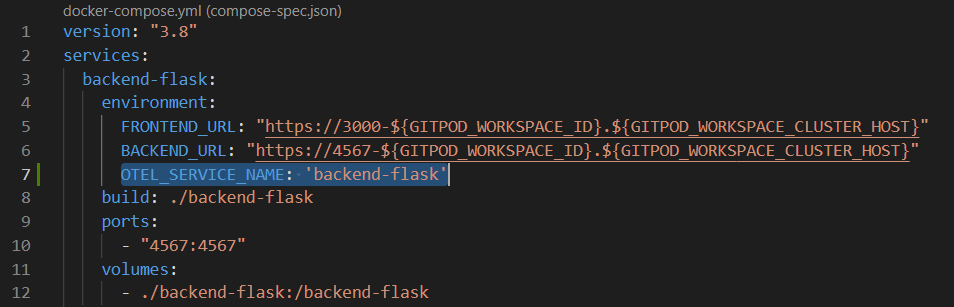 docker-compose.yml (compose-spec.json)
1 version: "3.8"
2 services:
3   backend-flask:
4     environment:
5       FRONTEND_URL: "https://3000-${GITPOD_WORKSPACE_ID}.${GITPOD_WORKSPACE_CLUSTER_HOST}"
6       BACKEND_URL: "https://4567-${GITPOD_WORKSPACE_ID}.${GITPOD_WORKSPACE_CLUSTER_HOST}"
7       OTEL_SERVICE_NAME: 'backend-flask'
8     build: ./backend-flask
9     ports:
10       - "4567:4567"
11     volumes:
12       - ./backend-flask:/backend-flask